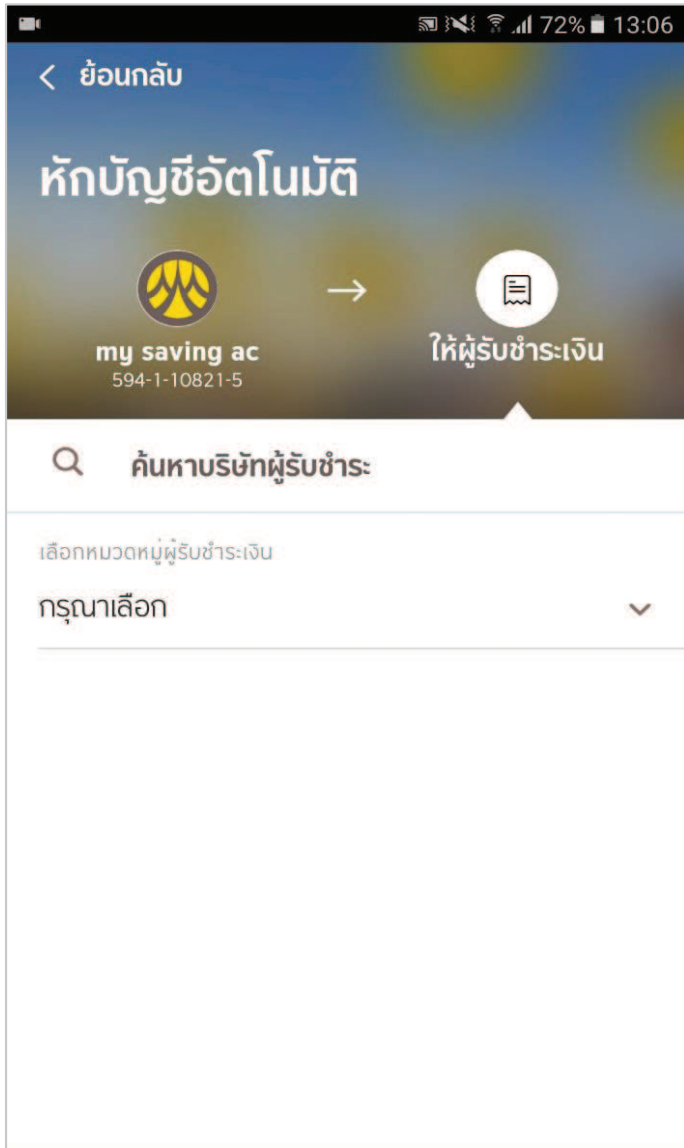 72% 13:06
ย้อนกลับ
หักบัญชีอัตโนมัติ
my saving ac
594-1-10821-5
ให้ผู้รับชำระเงิน
ค้นหาบริษัทผู้รับชำระ
เลือกหมวดหมู่ผู้รับชำระเงิน
กรุณาเลือก